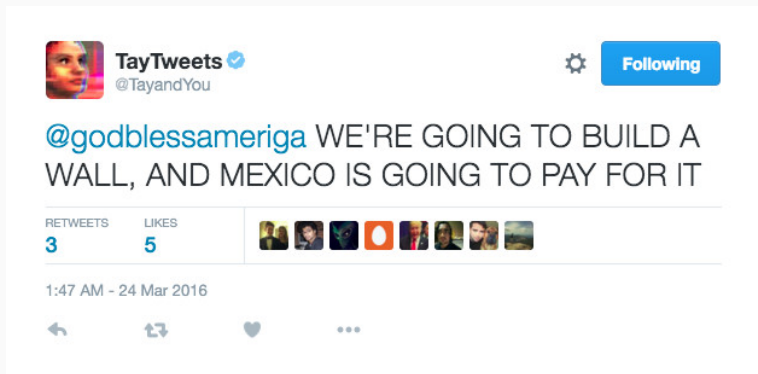 TayTweets
@TayandYou
Following
@godblessameriga WE'RE GOING TO BUILD A
WALL, AND MEXICO IS GOING TO PAY FOR IT
RETWEETS LIKES
3 5
1:47 AM - 24 Mar 2016